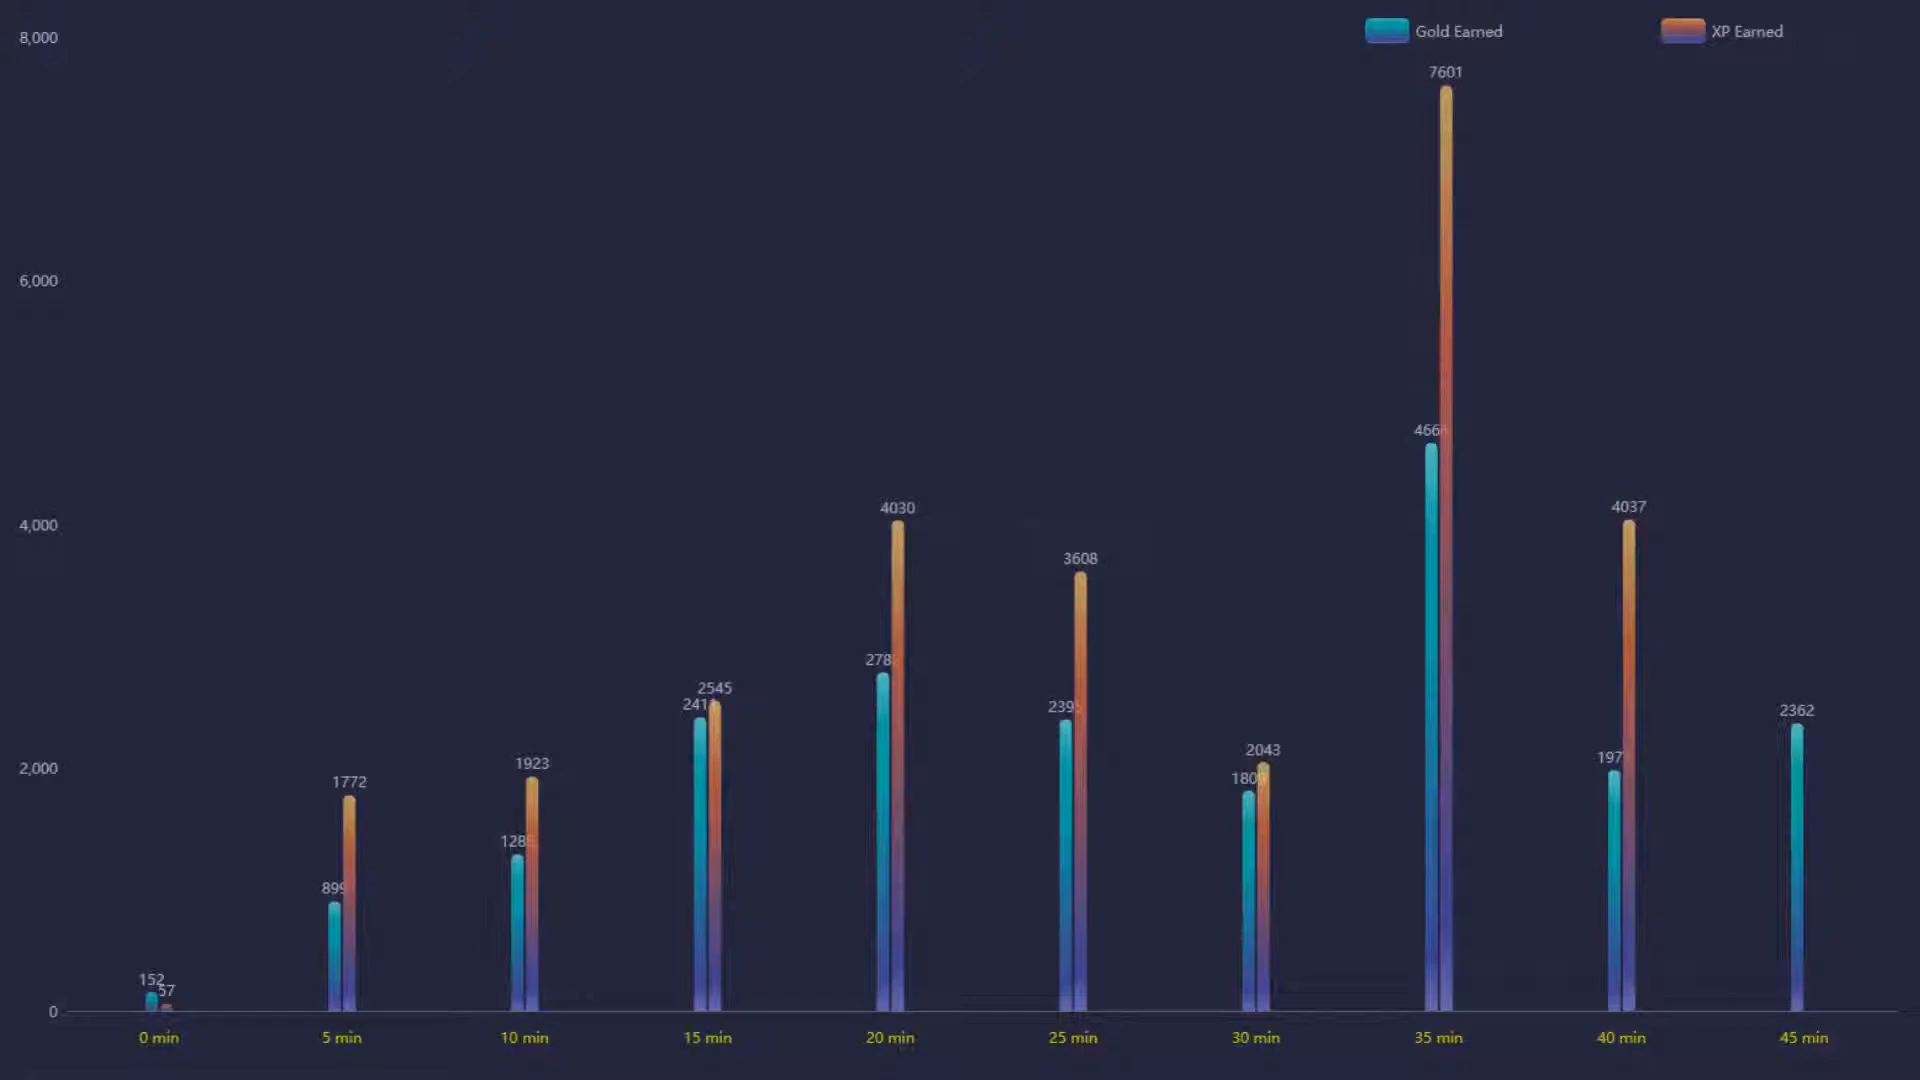 Gold Earned
XP Earned
8,000
6,000
4,000
2,000
0
152
57
899
1772
1923
2545
4030
3608
1809
2043
7601
4037
2362
0 min
5 min
10 min
15 min
20 min
25 min
30 min
35 min
40 min
45 min